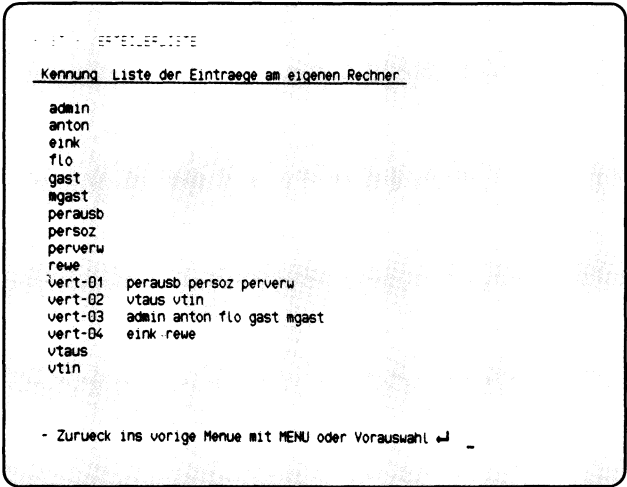 Kennung Liste der Eintraege am eigenen Rechner
admin
anton
eink
flo
gast
mgast
perausb
persoz
perverw
rewe
vert-01 perausb persoz perverw
vert-02 vtaus vtin
vert-03 admin anton flo gast mgast
vert-04 eink rewe
vtaus
vtin
- Zurueck ins vorige Menue mit MENU oder Vorauswahl ↵ _